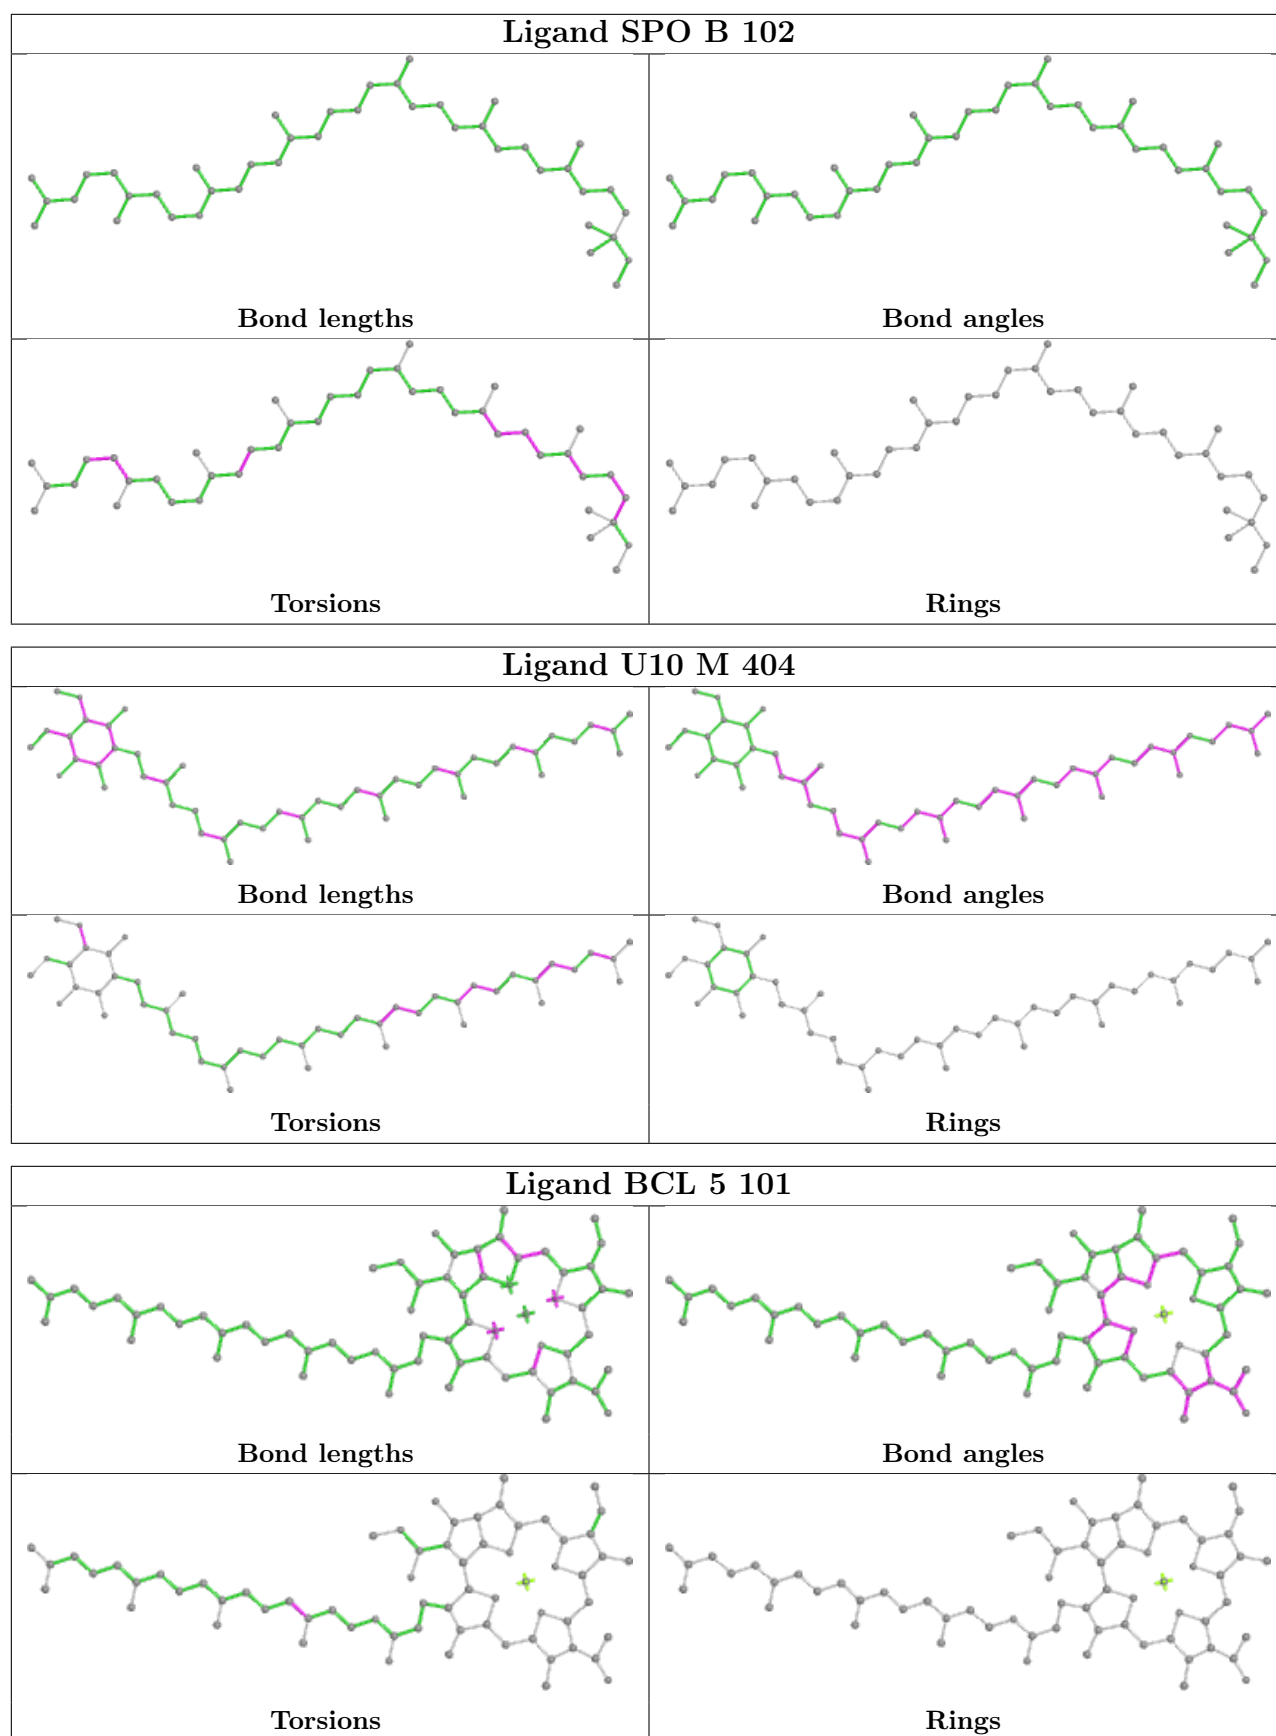 Ligand SPO B 102
Bond lengths
Bond angles
Torsions
Rings
Ligand U10 M 404
Bond lengths
Bond angles
Torsions
Rings
Ligand BCL 5 101
Bond lengths
Bond angles
Torsions
Rings